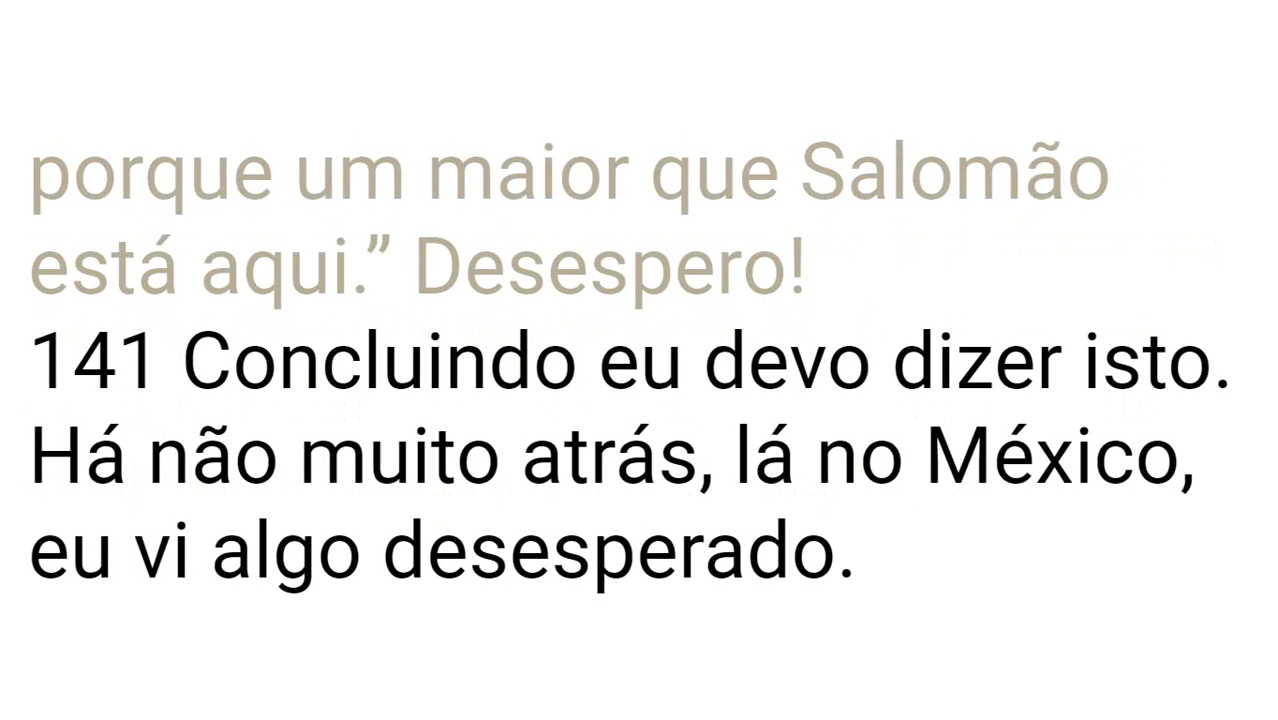 porque um maior que Salomão
está aqui.” Desespero!
141 Concluindo eu devo dizer isto.
Há não muito atrás, lá no México,
eu vi algo desesperado.